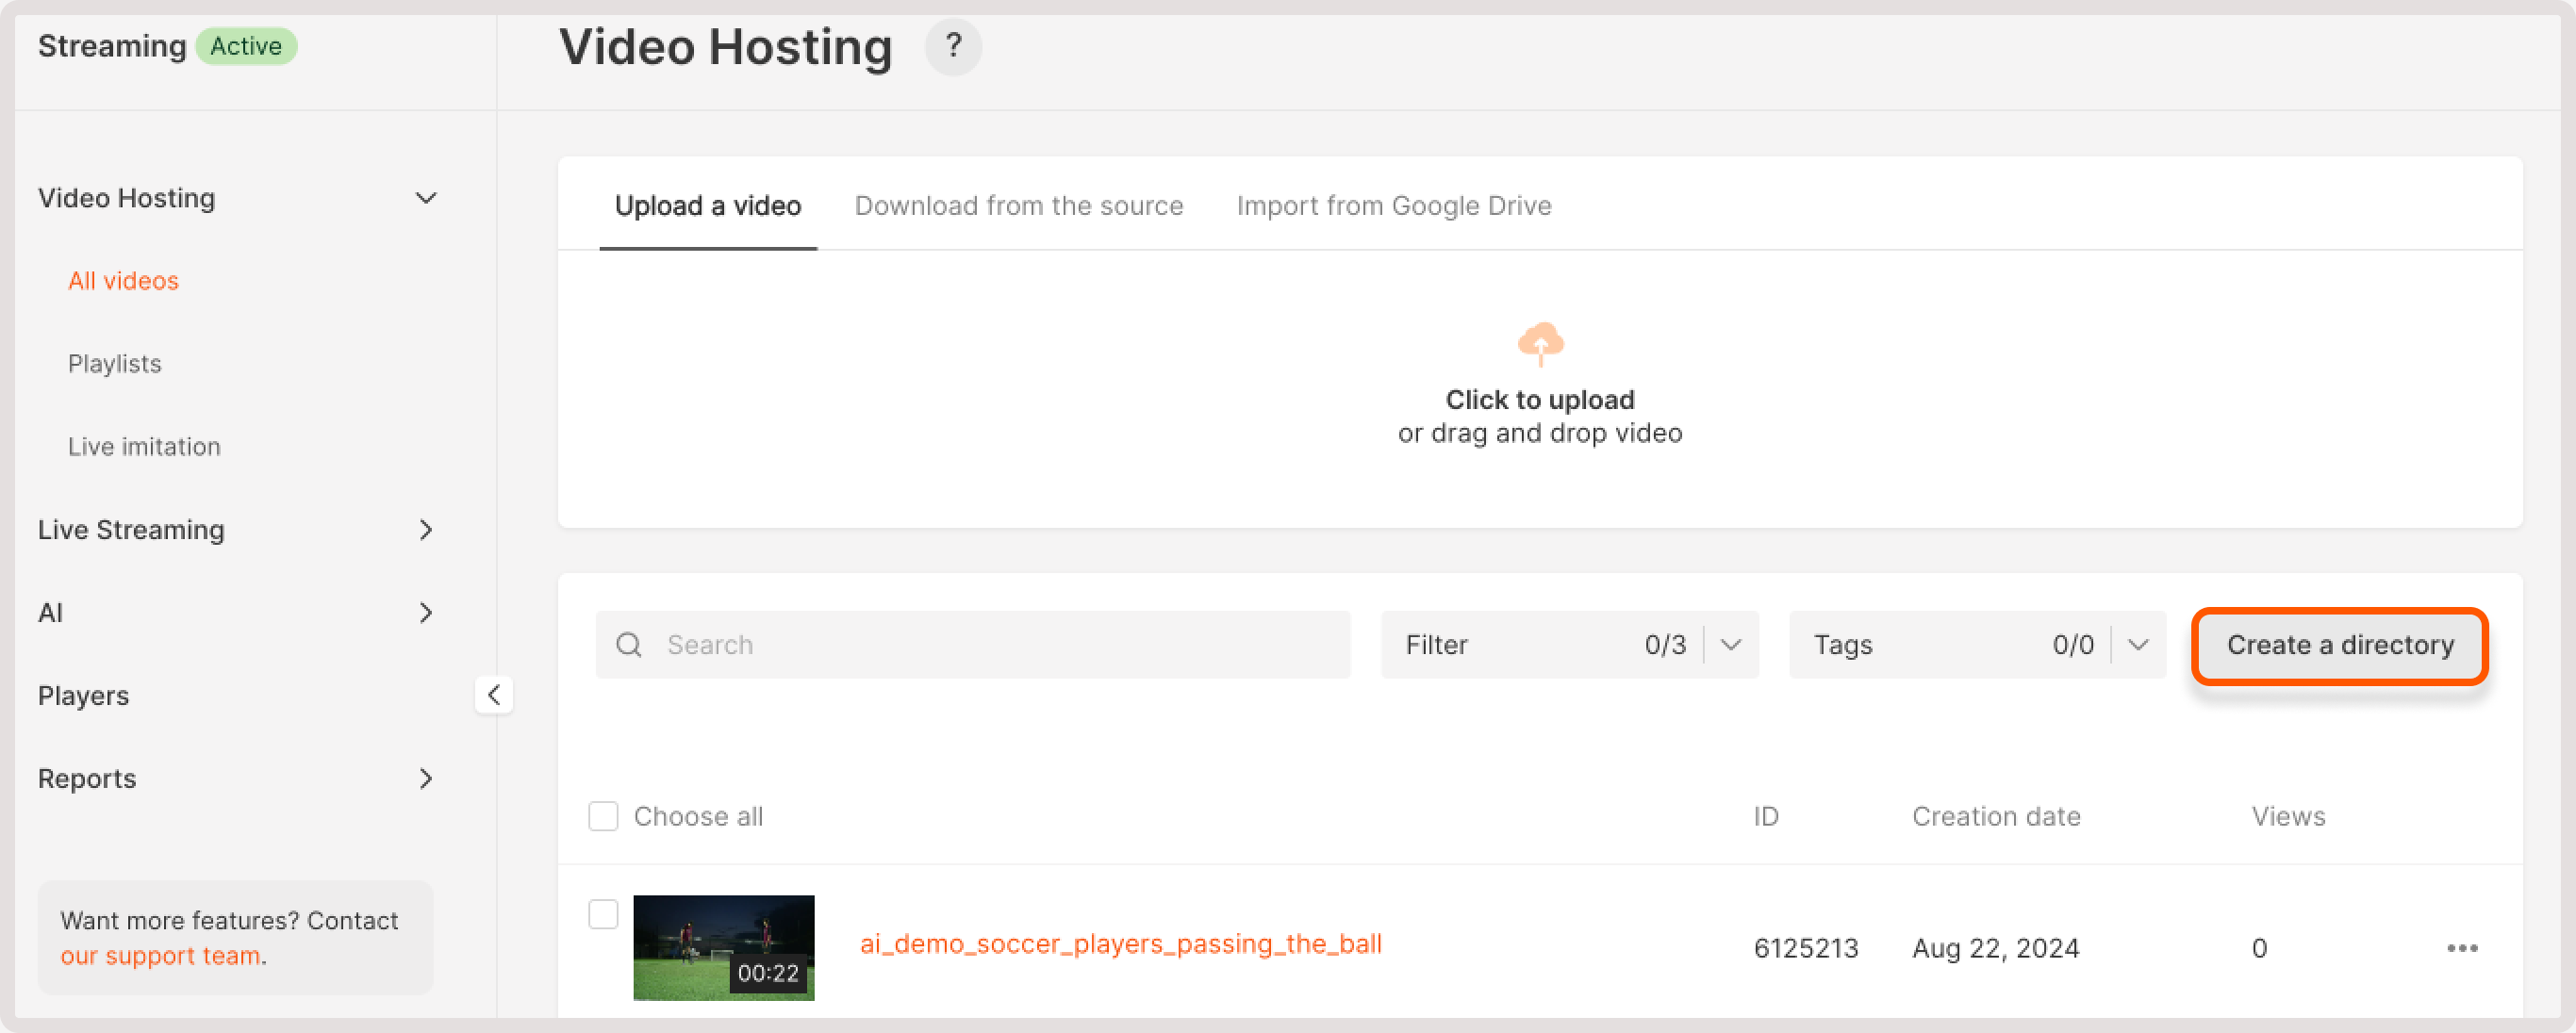 Streaming Active
Video Hosting ?
Video Hosting
All videos
Playlists
Live imitation
Live Streaming
AI
Players
Reports
Want more features? Contact
our support team.
Upload a video Download from the source Import from Google Drive
Click to upload
or drag and drop video
Search Filter 0/3 Tags 0/0 Create a directory
Choose all ID Creation date Views
00:22 ai_demo_soccer_players_passing_the_ball 6125213 Aug 22, 2024 0